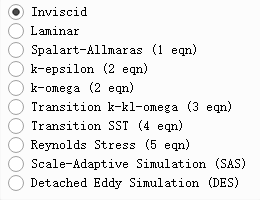 Inviscid
Laminar
Spalart-Allmaras (1 eqn)
k-epsilon (2 eqn)
k-omega (2 eqn)
Transition k-kl-omega (3 eqn)
Transition SST (4 eqn)
Reynolds Stress (5 eqn)
Scale-Adaptive Simulation (SAS)
Detached Eddy Simulation (DES)